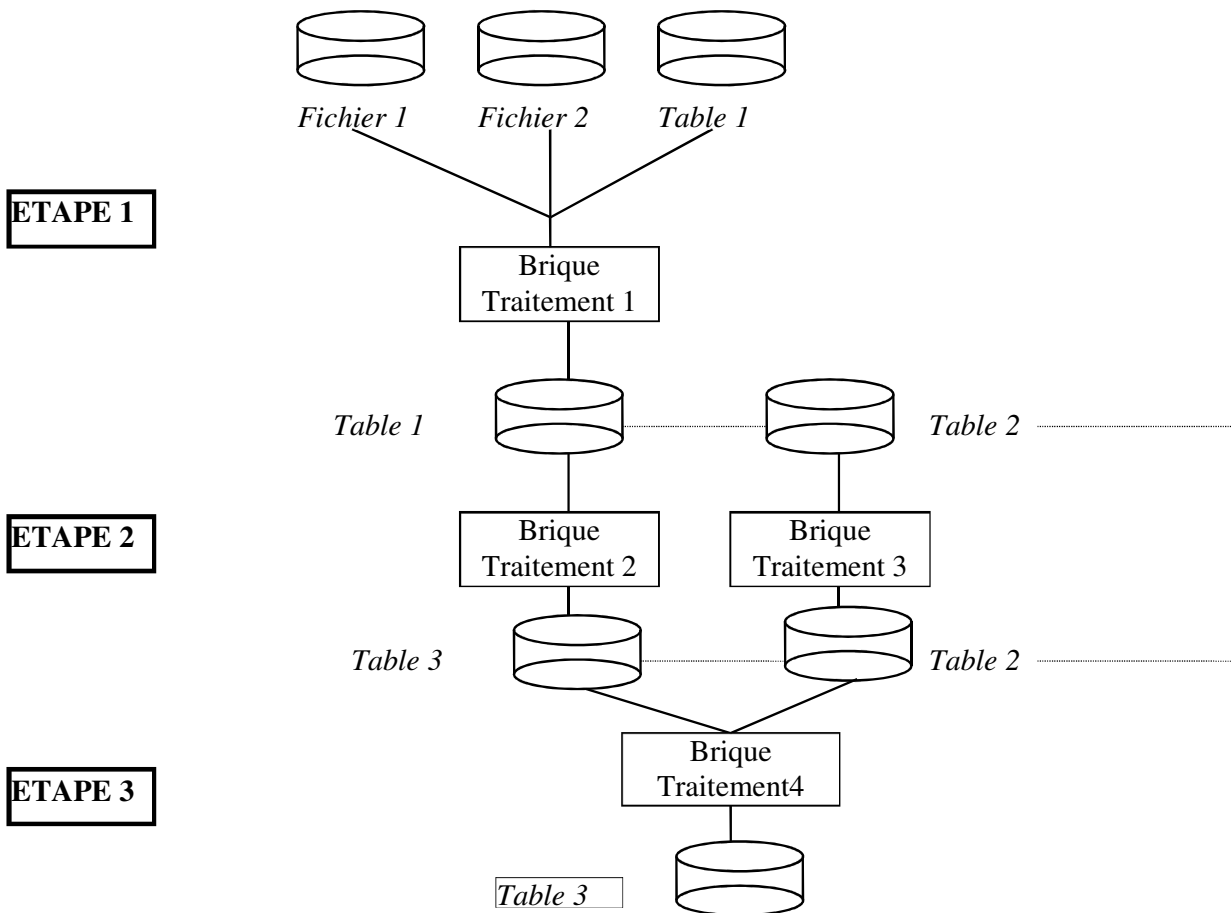 Fichier 1
Fichier 2
Table 1
ETAPE 1
Brique
Traitement 1
Table 1
Table 2
ETAPE 2
Brique
Traitement 2
Brique
Traitement 3
Table 3
Table 2
ETAPE 3
Brique
Traitement4
Table 3